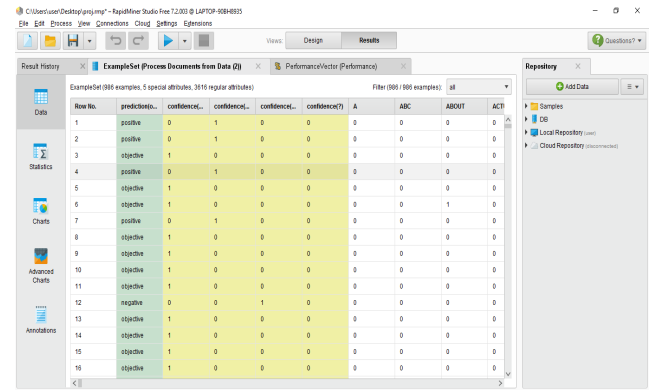 C:\Users\user\Desktop\proj.rmp* – RapidMiner Studio Free 7.2.003 @ LAPTOP-90BH8935
File Edit Process View Connections Cloud Settings Extensions Help
Views: Design Results Questions?
Result History ExampleSet (Process Documents from Data (2)) PerformanceVector (Performance) Repository
ExampleSet (986 examples, 5 special attributes, 3616 regular attributes) Filter (986 / 986 examples): all Add Data
Data
Statistics
Charts
Advanced
Charts
Annotations
Row No. prediction(o... confidence(... confidence(... confidence(... confidence(?) A ABC ABOUT
1 positive 0 1 0 0 0 0 0 0
2 positive 0 1 0 0 0 0 0 0
3 objective 1 0 0 0 0 0 0 0
4 positive 0 1 0 0 0 0 0 0
5 objective 1 0 0 0 0 0 0 0
6 objective 1 0 0 0 0 0 1 0
7 positive 0 1 0 0 0 0 0 0
8 objective 1 0 0 0 0 0 0 0
9 objective 1 0 0 0 0 0 0 0
10 objective 1 0 0 0 0 0 0 0
11 objective 1 0 0 0 0 0 0 0
12 negative 0 0 1 0 0 0 0 0
13 objective 1 0 0 0 0 0 0 0
14 objective 1 0 0 0 0 0 0 0
15 objective 1 0 0 0 0 0 0 0
16 objective 1 0 0 0 0 0 0 0
Samples
DB
Local Repository (user)
Cloud Repository (disconnected)